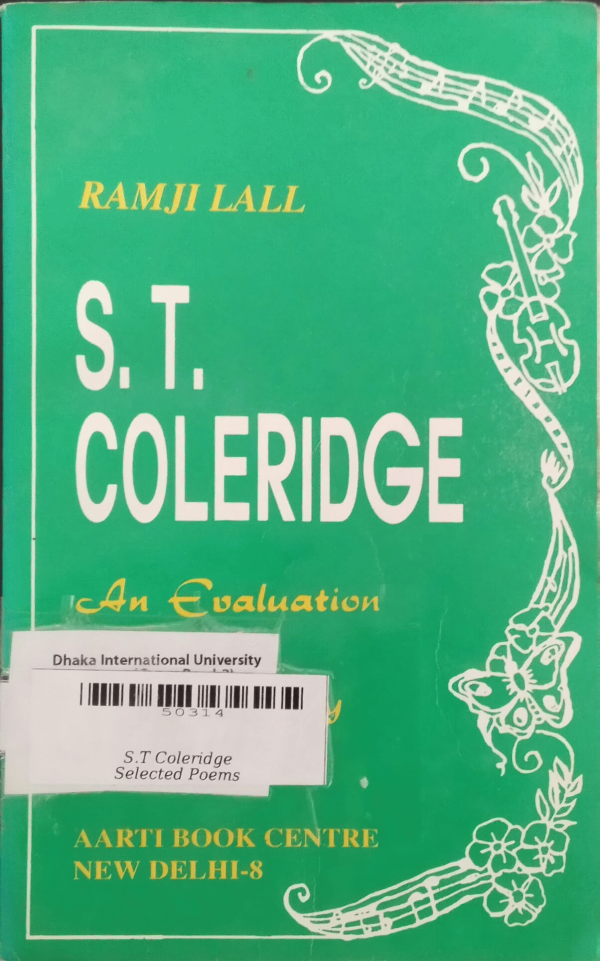 RAMJI LALL
S. T.
COLERIDGE
An Evaluation
Dhaka International University
50314
S.T Coleridge
Selected Poems
AARTI BOOK CENTRE
NEW DELHI-8